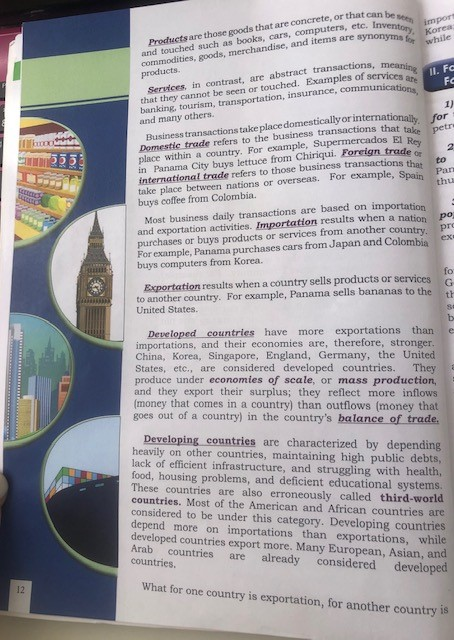 Products are those goods that are concrete, or that can be seen
and touched such as books, cars, computers, etc. Inventory,
commodities, goods, merchandise, and items are synonyms for
products.
Services, in contrast, are abstract transactions, meaning
that they cannot be seen or touched. Examples of services are
banking, tourism, transportation, insurance, communications,
and many others.
Business transactions take place domestically or internationally.
Domestic trade refers to the business transactions that take
place within a country. For example, Supermercados El Rey
in Panama City buys lettuce from Chiriqui. Foreign trade or
international trade refers to those business transactions that
take place between nations or overseas. For example, Spain
buys coffee from Colombia.
Most business daily transactions are based on importation
and exportation activities. Importation results when a nation
purchases or buys products or services from another country.
For example, Panama purchases cars from Japan and Colombia
buys computers from Korea.
Exportation results when a country sells products or services
to another country. For example, Panama sells bananas to the
United States.
Developed countries have more exportations than
importations, and their economies are, therefore, stronger.
China, Korea, Singapore, England, Germany, the United
States, etc., are considered developed countries. They
produce under economies of scale, or mass production,
and they export their surplus; they reflect more inflows
(money that comes in a country) than outflows (money that
goes out of a country) in the country's balance of trade.
Developing countries are characterized by depending
heavily on other countries, maintaining high public debts,
lack of efficient infrastructure, and struggling with health,
food, housing problems, and deficient educational systems.
These countries are also erroneously called third-world
countries. Most of the American and African countries are
considered to be under this category. Developing countries
depend more on importations than exportations, while
developed countries export more. Many European, Asian, and
Arab countries are already considered developed
countries.
What for one country is exportation, for another country is
12
import
Korea
while
II. Fo
Fo
1)
for
petr
2
to
Pan
thu
po
pro
ex
fo
G
th
s
b
e